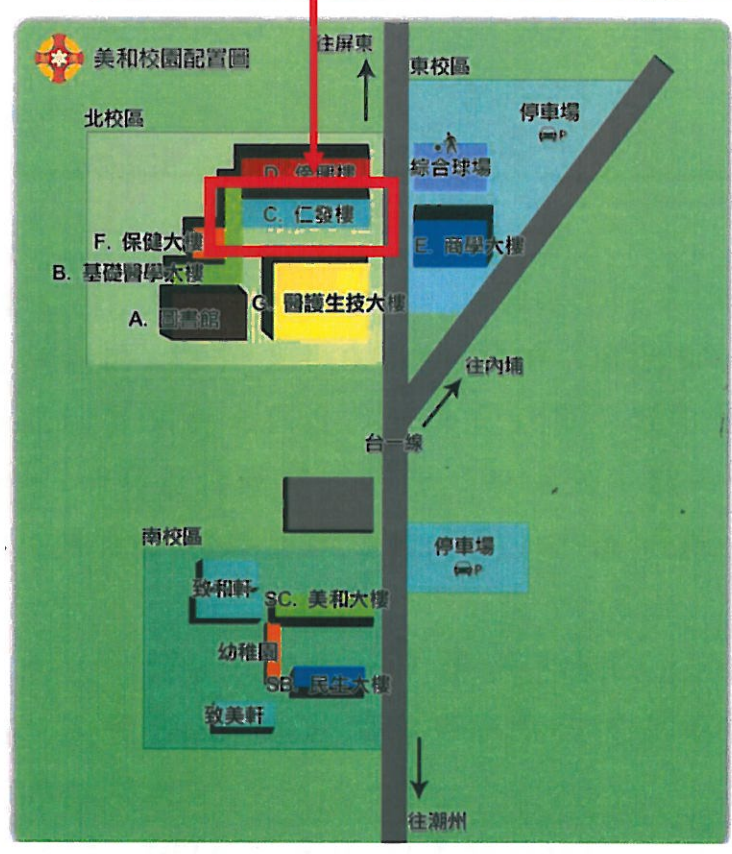 美和校園配置圖
往屏東
東校區
停車場
P
北校區
綜合球場
C. 仁發樓
F. 保健大樓
E. 商學大樓
B. 基礎醫學大樓
G. 醫護生技大樓
A. 圖書館
往內埔
台一線
南校區
停車場
P
致和軒
SC. 美和大樓
幼稚園
SB. 民生大樓
致美軒
往潮州